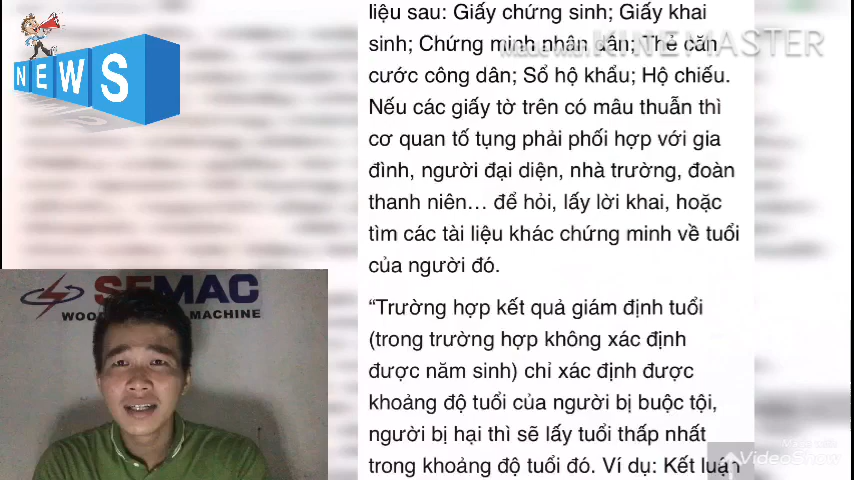 liệu sau: Giấy chứng sinh; Giấy khai
sinh; Chứng minh nhân dân; Thẻ căn
cước công dân; Sổ hộ khẩu; Hộ chiếu.
Nếu các giấy tờ trên có mâu thuẫn thì
cơ quan tố tụng phải phối hợp với gia
đình, người đại diện, nhà trường, đoàn
thanh niên... để hỏi, lấy lời khai, hoặc
tìm các tài liệu khác chứng minh về tuổi
của người đó.
“Trường hợp kết quả giám định tuổi
(trong trường hợp không xác định
được năm sinh) chỉ xác định được
khoảng độ tuổi của người bị buộc tội,
người bị hại thì sẽ lấy tuổi thấp nhất
trong khoảng độ tuổi đó. Ví dụ: Kết luận
Made with KINEMASTER
NEWS
SEMAC
MACHINE
VideoShow